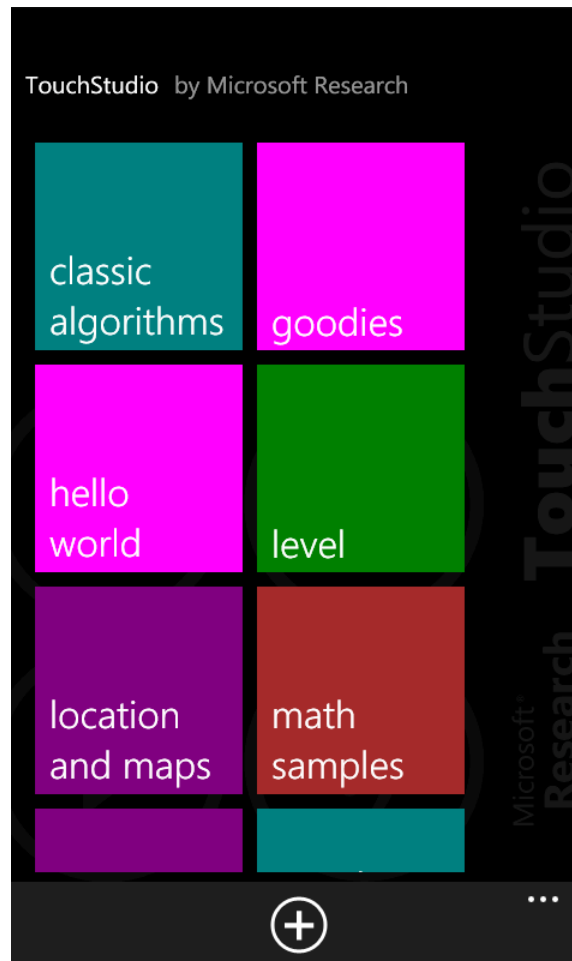 TouchStudio by Microsoft Research
classic
algorithms
goodies
hello
world
level
location
and maps
math
samples
TouchStudio
Microsoft®
Research